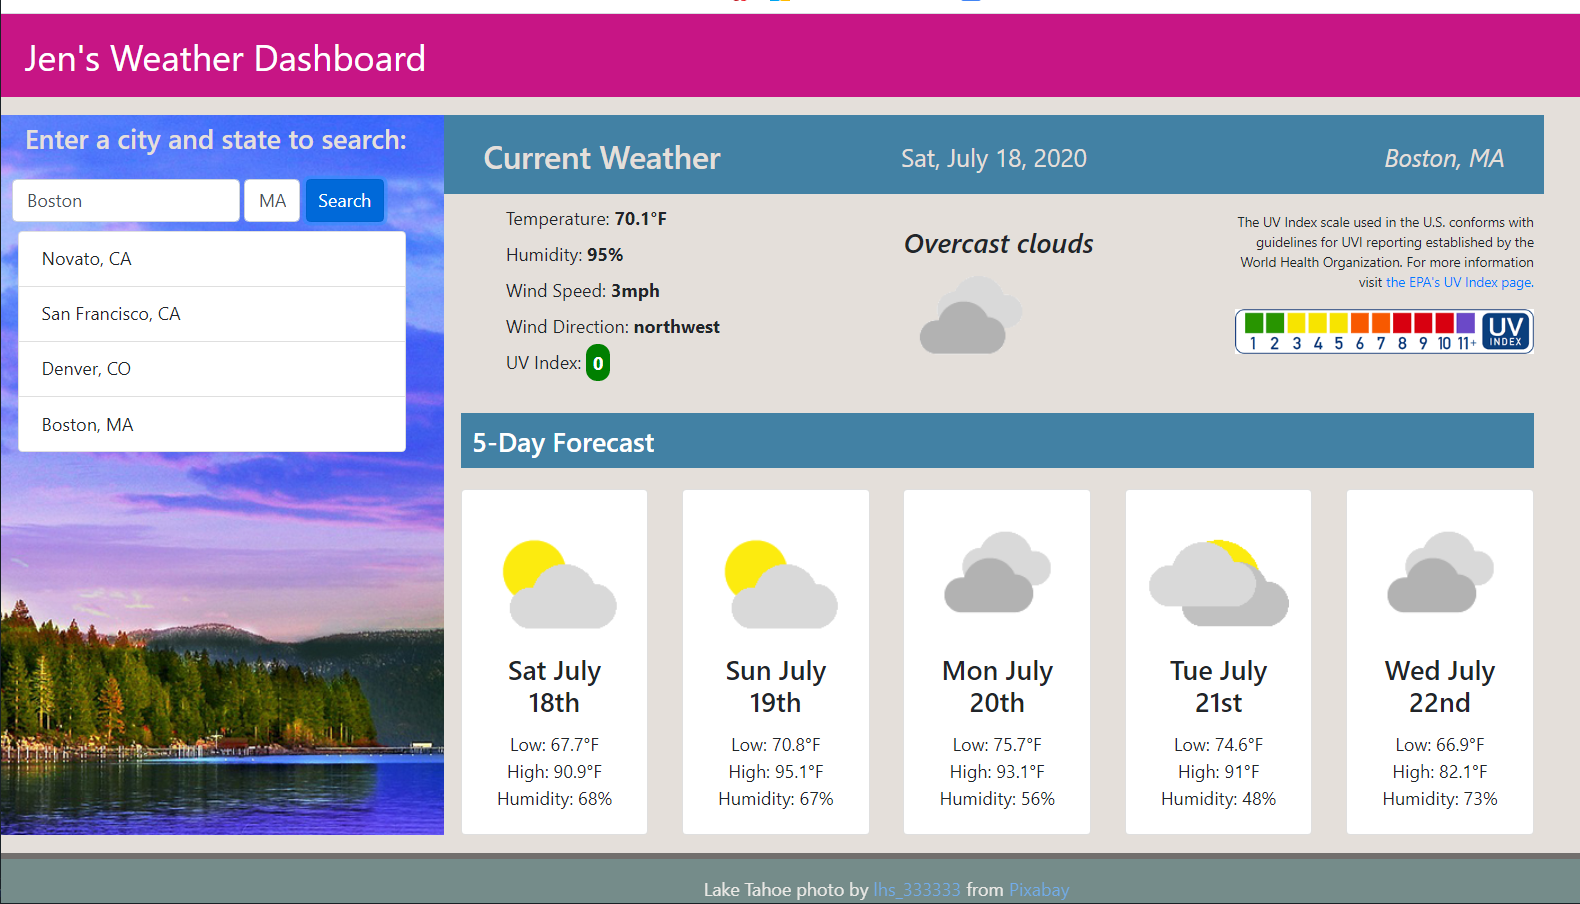 Jen's Weather Dashboard
Enter a city and state to search:
Boston
MA
Search
Novato, CA
San Francisco, CA
Denver, CO
Boston, MA
Current Weather
Sat, July 18, 2020
Boston, MA
Temperature: 70.1°F
Humidity: 95%
Wind Speed: 3mph
Wind Direction: northwest
UV Index: 0
Overcast clouds
The UV Index scale used in the U.S. conforms with
guidelines for UVI reporting established by the
World Health Organization. For more information
visit the EPA's UV Index page.
1 2 3 4 5 6 7 8 9 10 11+
UV
INDEX
5-Day Forecast
Sat July
18th
Low: 67.7°F
High: 90.9°F
Humidity: 68%
Sun July
19th
Low: 70.8°F
High: 95.1°F
Humidity: 67%
Mon July
20th
Low: 75.7°F
High: 93.1°F
Humidity: 56%
Tue July
21st
Low: 74.6°F
High: 91°F
Humidity: 48%
Wed July
22nd
Low: 66.9°F
High: 82.1°F
Humidity: 73%
Lake Tahoe photo by lhs_333333 from Pixabay